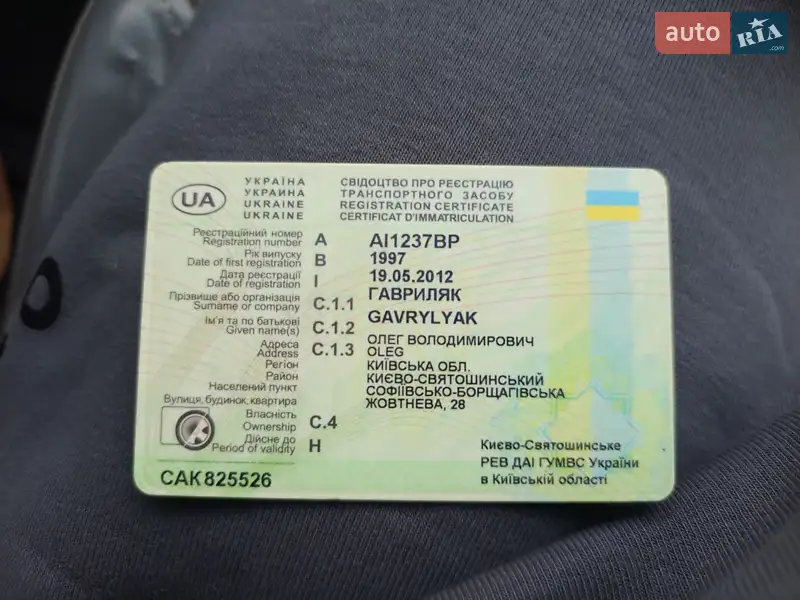 auto RIA .com
UA
УКРАЇНА
УКРАИНА
UKRAINE
UKRAINE
СВІДОЦТВО ПРО РЕЄСТРАЦІЮ
ТРАНСПОРТНОГО ЗАСОБУ
REGISTRATION CERTIFICATE
CERTIFICAT D'IMMATRICULATION
Реєстраційний номер
Registration number A AI1237BP
Рік випуску
Date of first registration B 1997
Дата реєстрації
Date of registration I 19.05.2012
Прізвище або організація
Surname or company C.1.1 ГАВРИЛЯК
GAVRYLYAK
Ім'я та по батькові
Given name(s) C.1.2 ОЛЕГ ВОЛОДИМИРОВИЧ
OLEG
Адреса
Address C.1.3
Регіон КИЇВСЬКА ОБЛ.
Район КИЄВО-СВЯТОШИНСЬКИЙ
Населений пункт СОФІЇВСЬКО-БОРЩАГІВСЬКА
Вулиця, будинок, квартира ЖОВТНЕВА, 28
Власність
Ownership C.4
Дійсне до
Period of validity H
САК825526
Києво-Святошинське
РЕВ ДАІ ГУМВС України
в Київській області